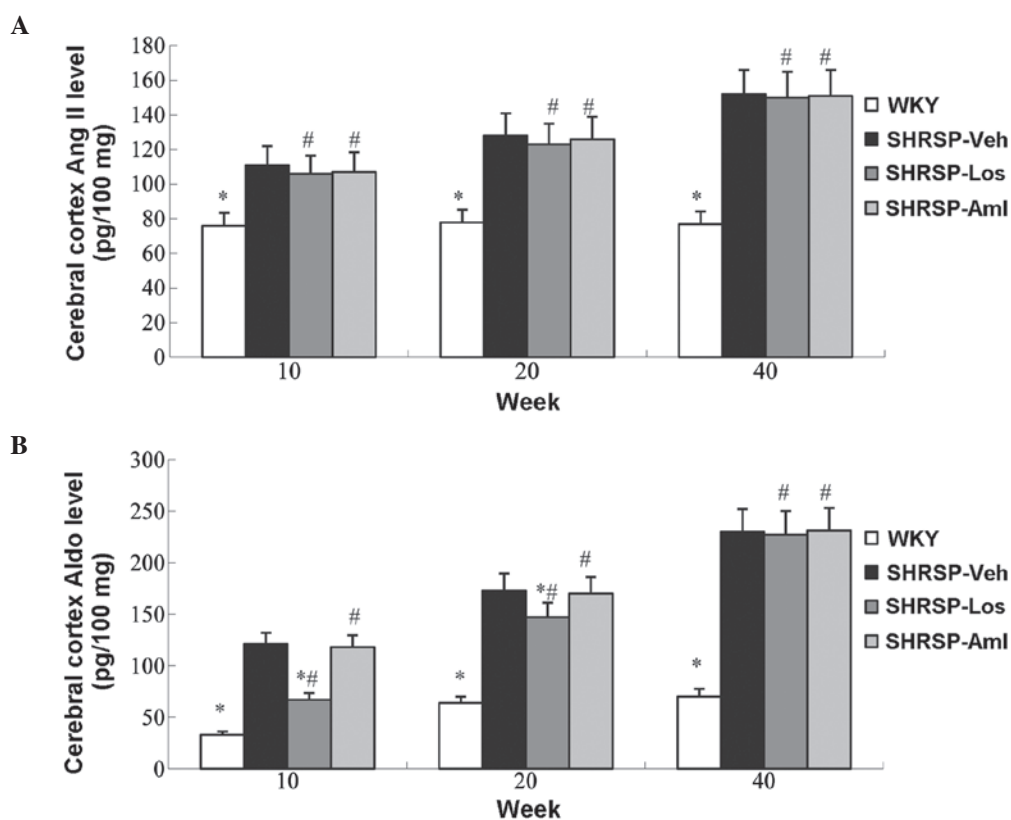 A
Cerebral cortex Ang II level
(pg/100 mg)
180
160
140
120
100
80
60
40
20
0
*
#
#
*
#
#
*
#
#
10
20
40
Week
WKY
SHRSP-Veh
SHRSP-Los
SHRSP-Aml
B
Cerebral cortex Aldo level
(pg/100 mg)
300
250
200
150
100
50
0
*
*#
#
*
*#
#
*
#
#
10
20
40
Week
WKY
SHRSP-Veh
SHRSP-Los
SHRSP-Aml